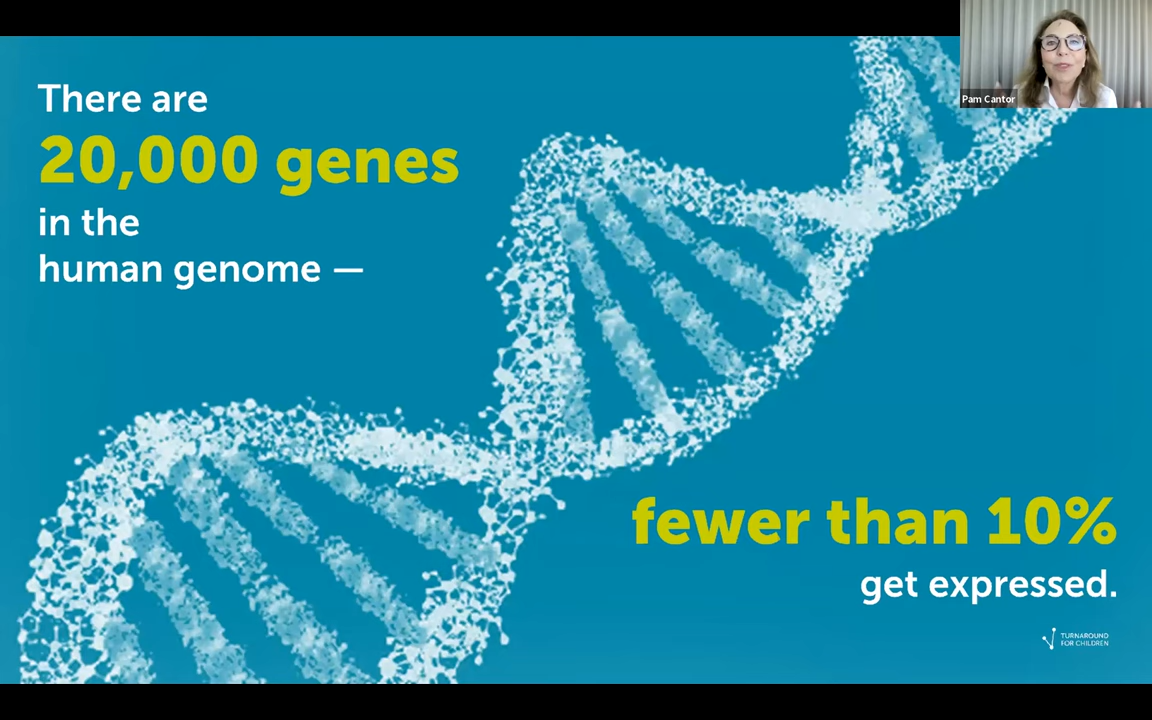 There are
20,000 genes
in the
human genome —
Pam Cantor
fewer than 10%
get expressed.
TURNAROUND
FOR CHILDREN